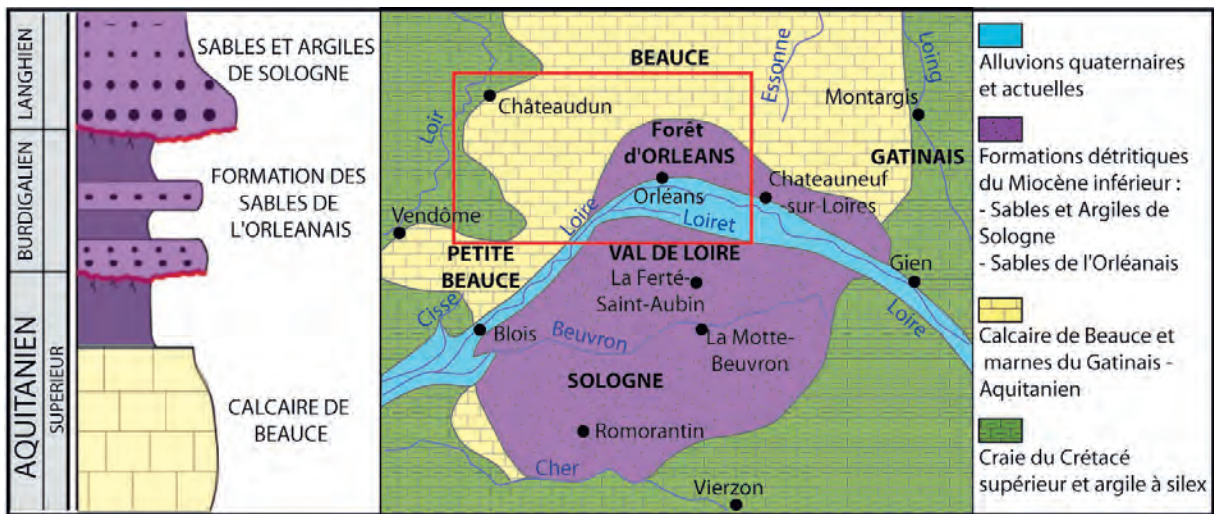 LANGHIEN
BURDIGALIEN
AQUITANIEN
SUPERIEUR
SABLES ET ARGILES
DE SOLOGNE
FORMATION DES
SABLES DE
L'ORLEANAIS
CALCAIRE DE
BEAUCE
BEAUCE
Loing
Essonne
Châteaudun
Montargis
Loir
Forêt
d'ORLEANS
GATINAIS
Orléans
Chateauneuf
-sur-Loires
Vendôme
Loire
Loiret
PETITE
BEAUCE
VAL DE LOIRE
La Ferté-
Saint-Aubin
Gien
Cisse
Loire
Blois
Beuvron
La Motte-
Beuvron
SOLOGNE
Romorantin
Cher
Vierzon
Alluvions quaternaires
et actuelles
Formations détritiques
du Miocène inférieur :
- Sables et Argiles de
Sologne
- Sables de l'Orléanais
Calcaire de Beauce et
marnes du Gatinais -
Aquitanien
Craie du Crétacé
supérieur et argile à silex